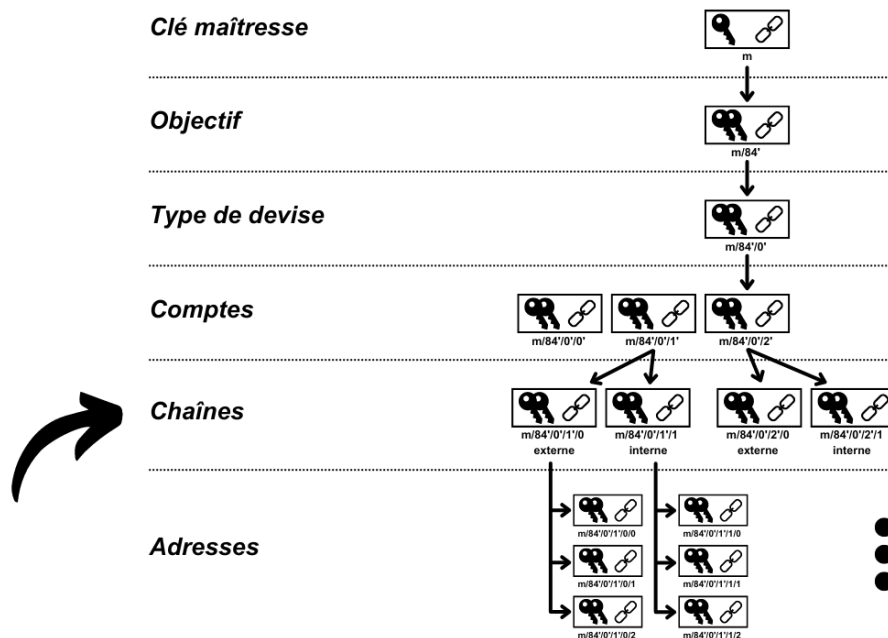 Clé maîtresse
m
Objectif
m/84'
Type de devise
m/84'/0'
Comptes
m/84'/0'/0' m/84'/0'/1' m/84'/0'/2'
Chaînes
m/84'/0'/1'/0 m/84'/0'/1'/1 m/84'/0'/2'/0 m/84'/0'/2'/1
externe interne externe interne
m/84'/0'/1'/0/0 m/84'/0'/1'/1/0
Adresses
m/84'/0'/1'/0/1 m/84'/0'/1'/1/1
m/84'/0'/1'/0/2 m/84'/0'/1'/1/2